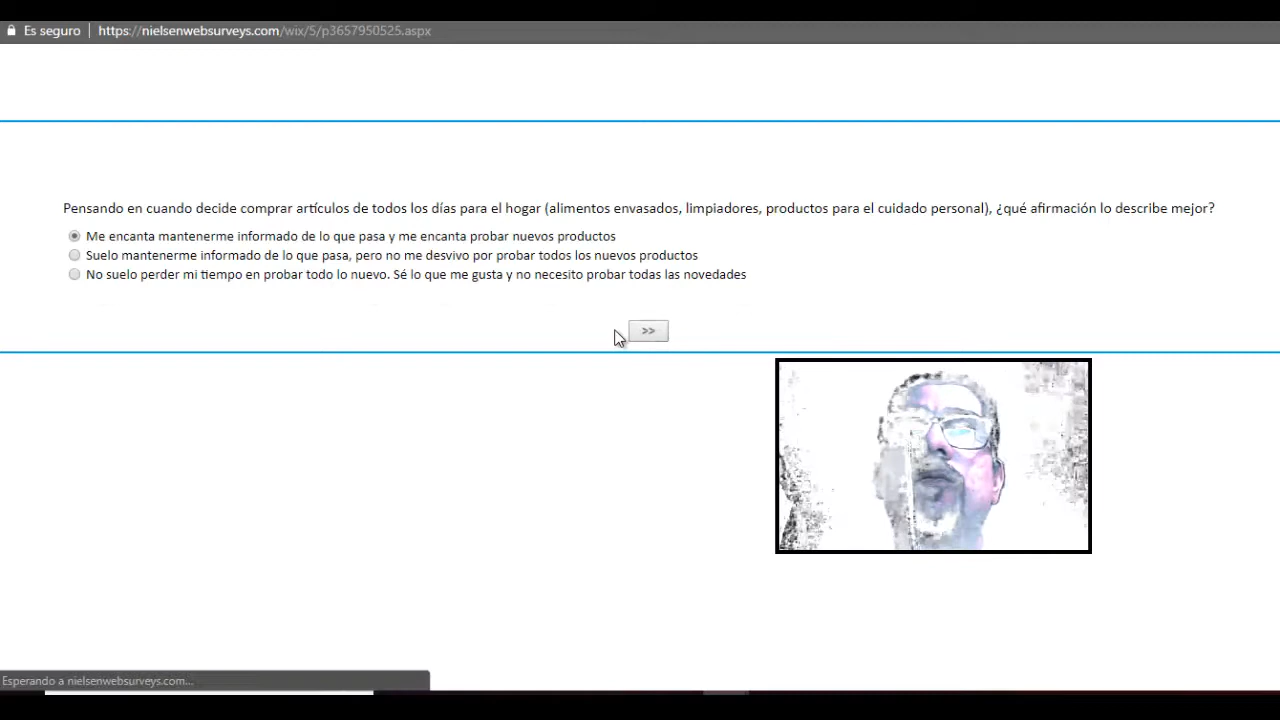 Es seguro https://nielsenwebsurveys.com/wix/5/p3657950525.aspx
Pensando en cuando decide comprar artículos de todos los días para el hogar (alimentos envasados, limpiadores, productos para el cuidado personal), ¿qué afirmación lo describe mejor?
Me encanta mantenerme informado de lo que pasa y me encanta probar nuevos productos
Suelo mantenerme informado de lo que pasa, pero no me desvivo por probar todos los nuevos productos
No suelo perder mi tiempo en probar todo lo nuevo. Sé lo que me gusta y no necesito probar todas las novedades
>>
Esperando a nielsenwebsurveys.com...